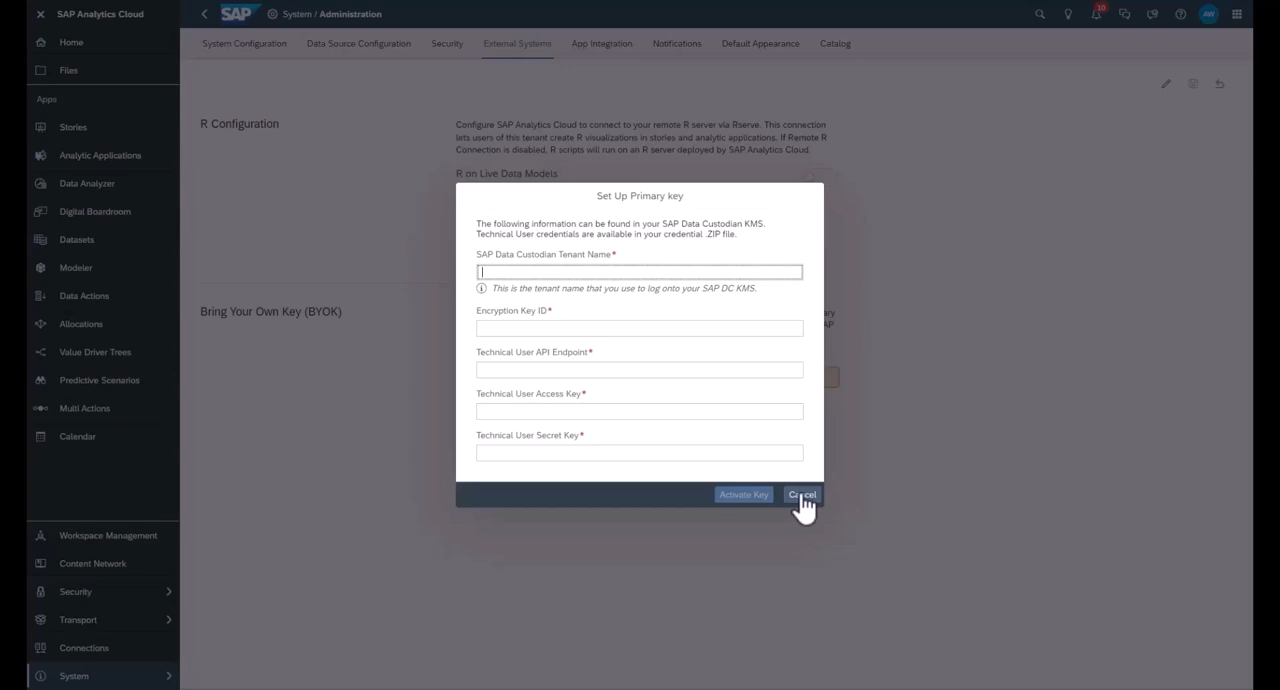 SAP Analytics Cloud
SAP
System / Administration
10
AW
Home
Files
Apps
Stories
Analytic Applications
Data Analyzer
Digital Boardroom
Datasets
Modeler
Data Actions
Allocations
Value Driver Trees
Predictive Scenarios
Multi Actions
Calendar
Workspace Management
Content Network
Security
Transport
Connections
System
System Configuration
Data Source Configuration
Security
External Systems
App Integration
Notifications
Default Appearance
Catalog
R Configuration
Configure SAP Analytics Cloud to connect to your remote R server via Rserve. This connection
lets users of this tenant create R visualizations in stories and analytic applications. If Remote R
Connection is disabled, R scripts will run on an R server deployed by SAP Analytics Cloud.
R on Live Data Models
Bring Your Own Key (BYOK)
Set Up Primary key
The following information can be found in your SAP Data Custodian KMS.
Technical User credentials are available in your credential .ZIP file.
SAP Data Custodian Tenant Name*
This is the tenant name that you use to log onto your SAP DC KMS.
Encryption Key ID*
Technical User API Endpoint*
Technical User Access Key*
Technical User Secret Key*
Activate Key
Cancel